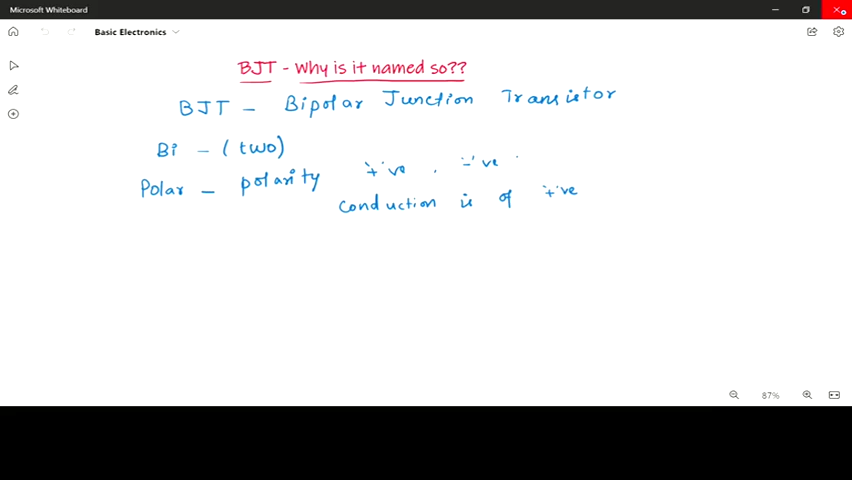 Microsoft Whiteboard
Basic Electronics
BJT - Why is it named so??
BJT - Bipolar Junction Transistor
Bi - (two)
Polar - polarity '+'ve, '-'ve
conduction is of '+'ve
87%